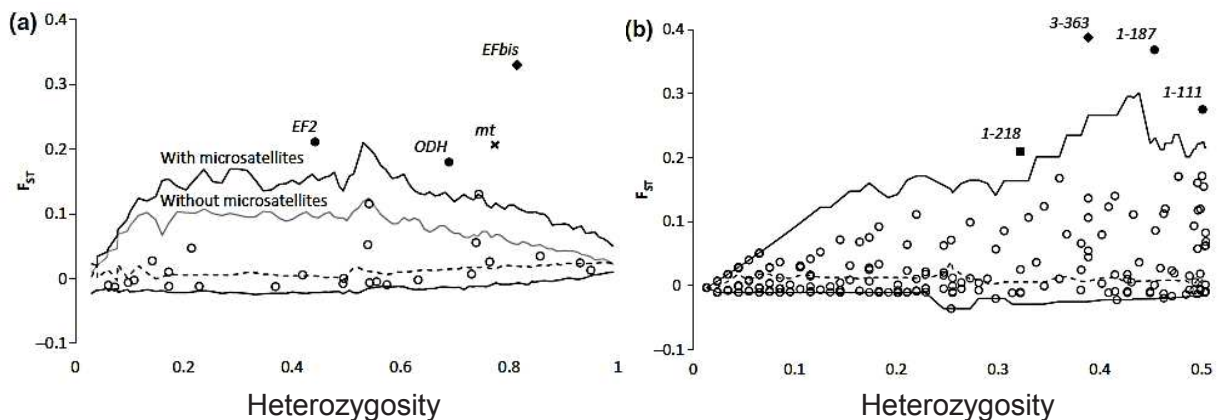 (a)
0.4
0.3
0.2
0.1
0
–0.1
F_ST
EFbis
EF2
mt
ODH
With microsatellites
Without microsatellites
0 0.2 0.4 0.6 0.8 1
Heterozygosity
(b)
0.4
0.3
0.2
0.1
0
–0.1
F_ST
3-363
1-187
1-111
1-218
0 0.1 0.2 0.3 0.4 0.5
Heterozygosity